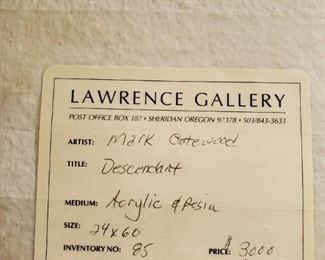 LAWRENCE GALLERY
POST OFFICE BOX 187 • SHERIDAN OREGON 97378 • 503/843-3633
ARTIST: Mark Gatewood
TITLE: Descendant
MEDIUM: Acrylic & Resin
SIZE: 24x60
INVENTORY NO: 85 PRICE: $3000